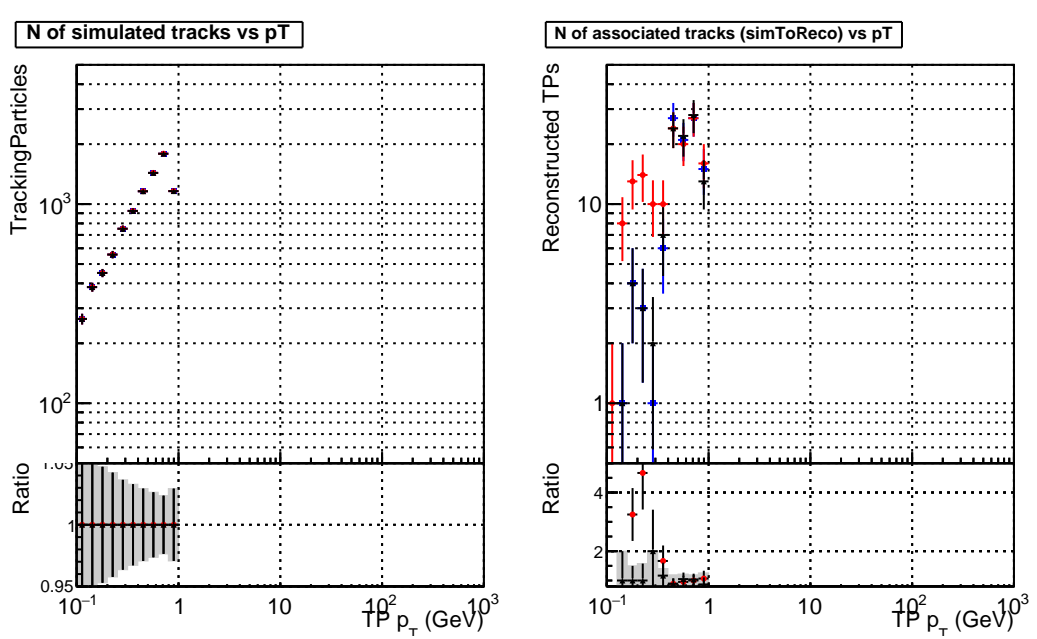 N of simulated tracks vs pT
TrackingParticles
10³
10²
Ratio
1.05
1
0.95
10⁻¹
1
10
10²
10³
TP p_T (GeV)
N of associated tracks (simToReco) vs pT
Reconstructed TPs
10
1
Ratio
4
2
10⁻¹
1
10
10²
10³
TP p_T (GeV)